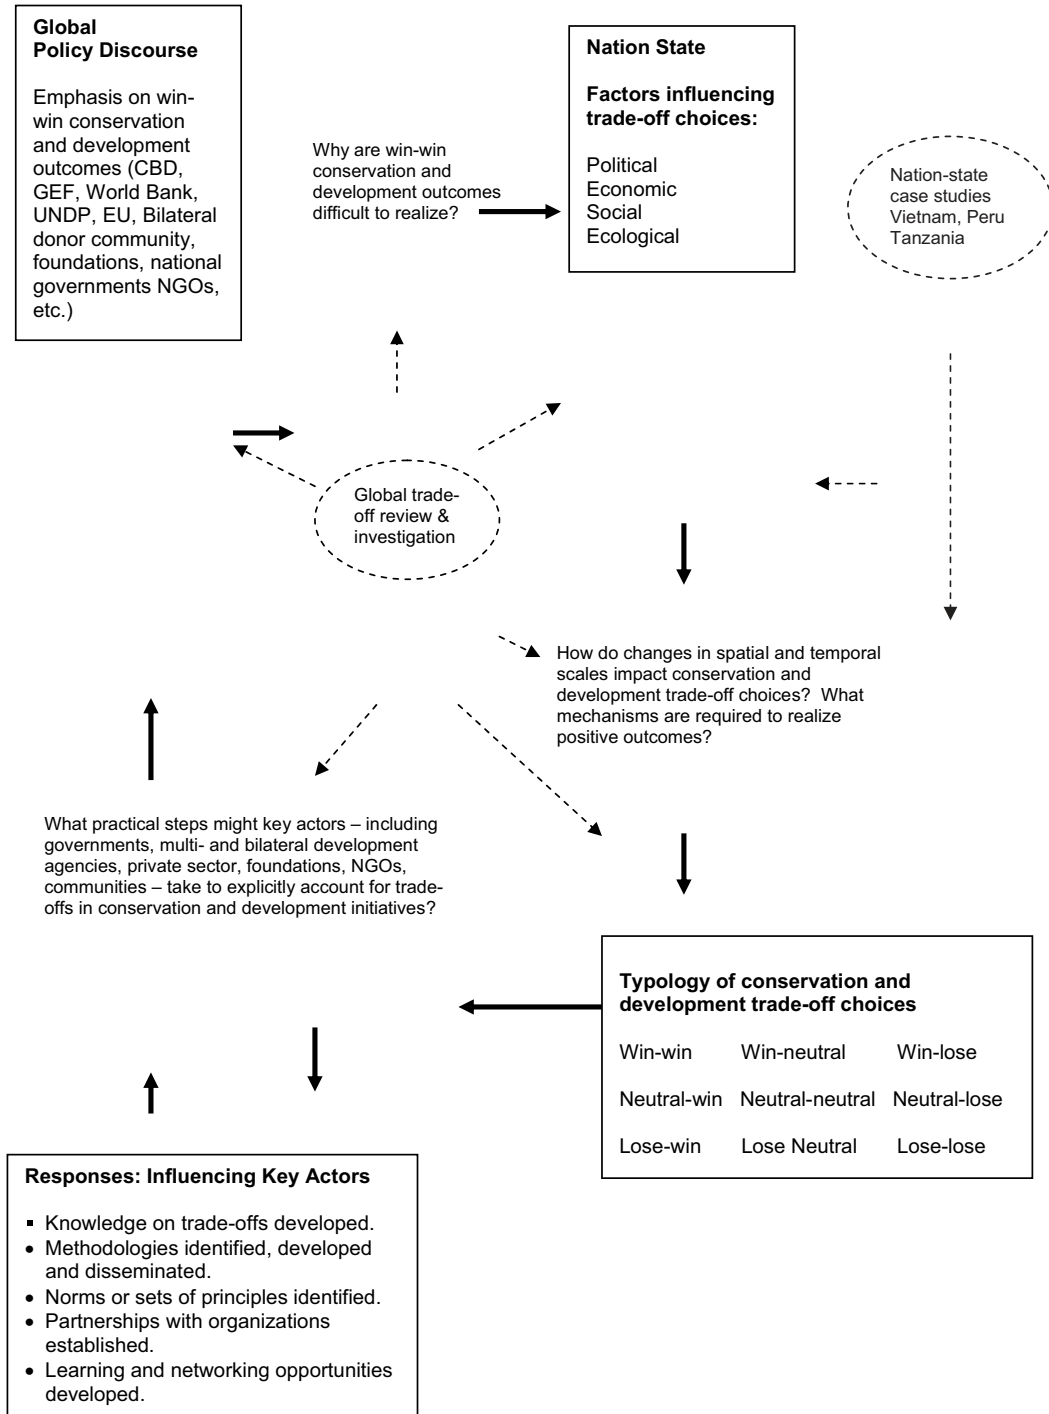 Global
Policy Discourse
Emphasis on win-
win conservation
and development
outcomes (CBD,
GEF, World Bank,
UNDP, EU, Bilateral
donor community,
foundations, national
governments NGOs,
etc.)
Why are win-win
conservation and
development outcomes
difficult to realize?
Nation State
Factors influencing
trade-off choices:
Political
Economic
Social
Ecological
Nation-state
case studies
Vietnam, Peru
Tanzania
Global trade-
off review &
investigation
How do changes in spatial and temporal
scales impact conservation and
development trade-off choices?  What
mechanisms are required to realize
positive outcomes?
What practical steps might key actors – including
governments, multi- and bilateral development
agencies, private sector, foundations, NGOs,
communities – take to explicitly account for trade-
offs in conservation and development initiatives?
Typology of conservation and
development trade-off choices
Win-win Win-neutral Win-lose
Neutral-win Neutral-neutral Neutral-lose
Lose-win Lose Neutral Lose-lose
Responses: Influencing Key Actors
▪ Knowledge on trade-offs developed.
• Methodologies identified, developed
and disseminated.
• Norms or sets of principles identified.
• Partnerships with organizations
established.
• Learning and networking opportunities
developed.